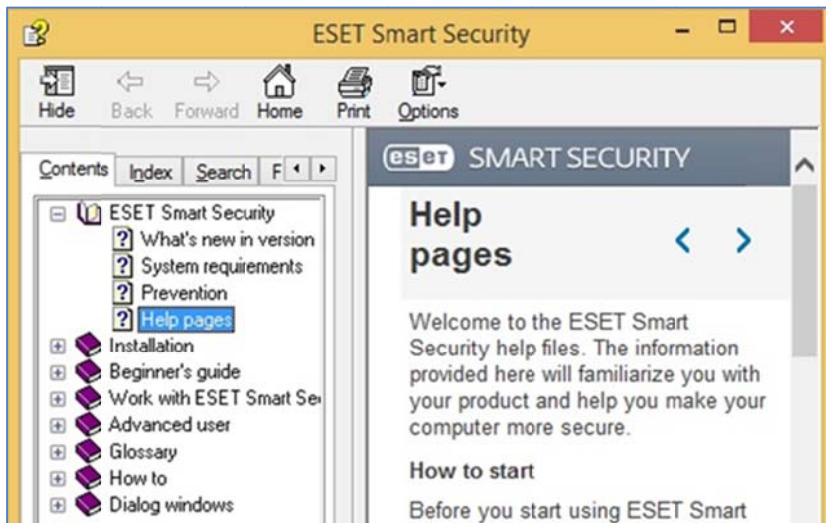 ESET Smart Security
Hide Back Forward Home Print Options
Contents Index Search F
ESET Smart Security
What's new in version
System requirements
Prevention
Help pages
Installation
Beginner's guide
Work with ESET Smart Se
Advanced user
Glossary
How to
Dialog windows
eset SMART SECURITY
Help
pages
Welcome to the ESET Smart
Security help files. The information
provided here will familiarize you with
your product and help you make your
computer more secure.
How to start
Before you start using ESET Smart